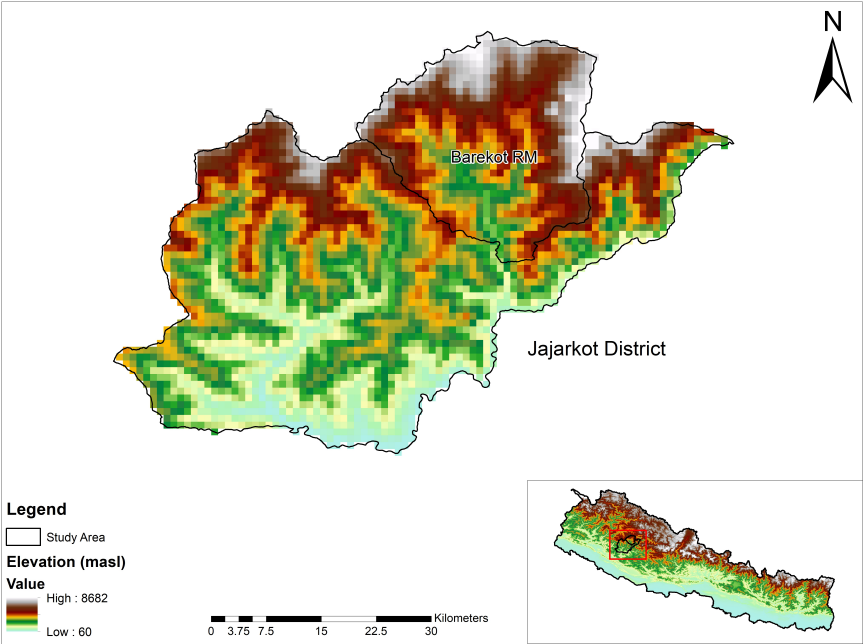 N
Barekot RM
Jajarkot District
Legend
Study Area
Elevation (masl)
Value
High : 8682
Low : 60
Kilometers
0 3.75 7.5 15 22.5 30